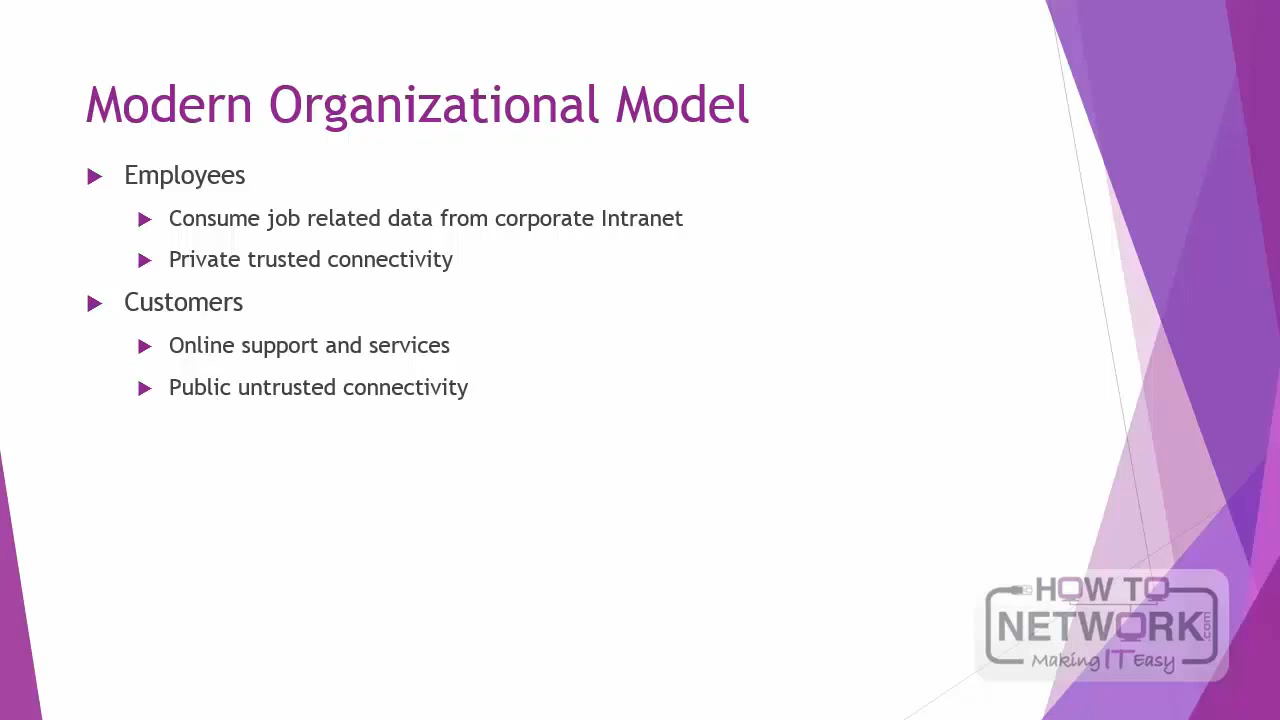 Modern Organizational Model
Employees
Consume job related data from corporate Intranet
Private trusted connectivity
Customers
Online support and services
Public untrusted connectivity
HOW TO
NETWORK.com
Making IT Easy